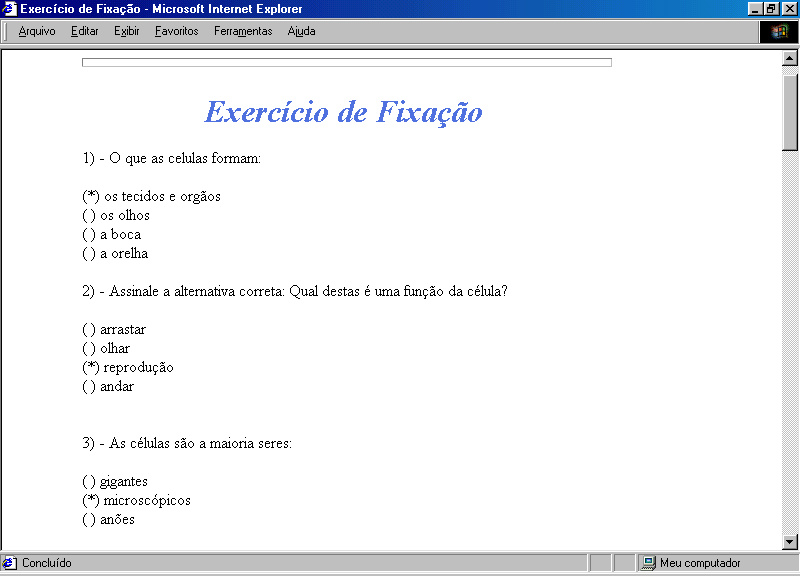 Exercício de Fixação - Microsoft Internet Explorer
Arquivo Editar Exibir Favoritos Ferramentas Ajuda
Exercício de Fixação
1) - O que as celulas formam:
(*) os tecidos e orgãos
( ) os olhos
( ) a boca
( ) a orelha
2) - Assinale a alternativa correta: Qual destas é uma função da célula?
( ) arrastar
( ) olhar
(*) reprodução
( ) andar
3) - As células são a maioria seres:
( ) gigantes
(*) microscópicos
( ) anões
Concluído Meu computador